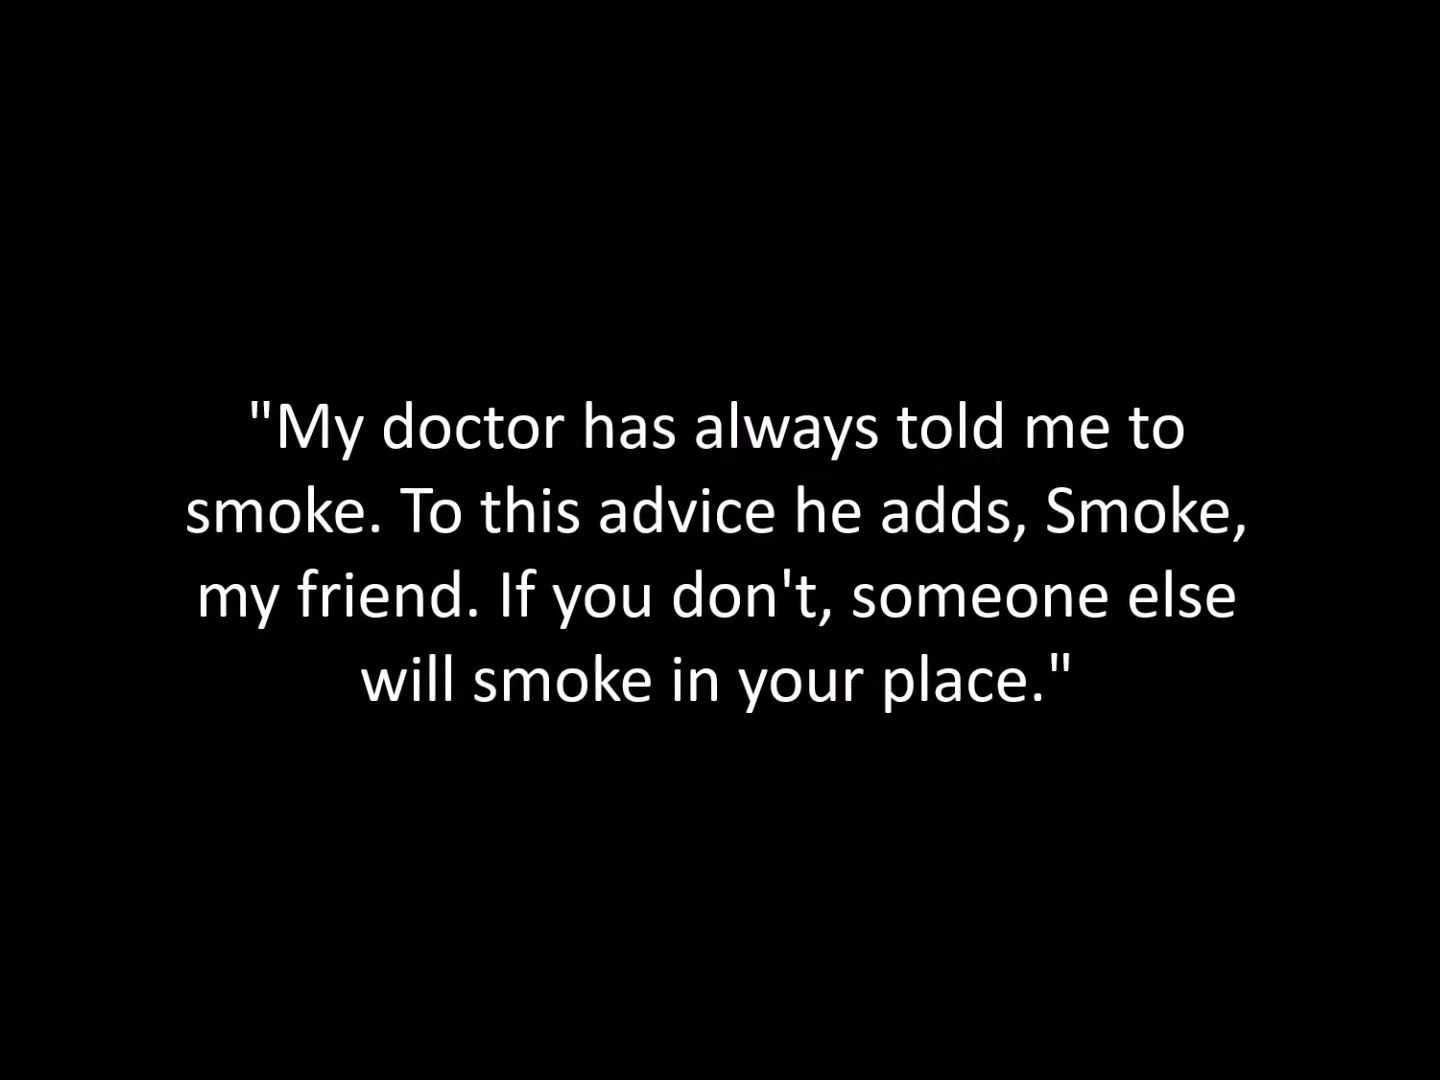 "My doctor has always told me to
smoke. To this advice he adds, Smoke,
my friend. If you don't, someone else
will smoke in your place."